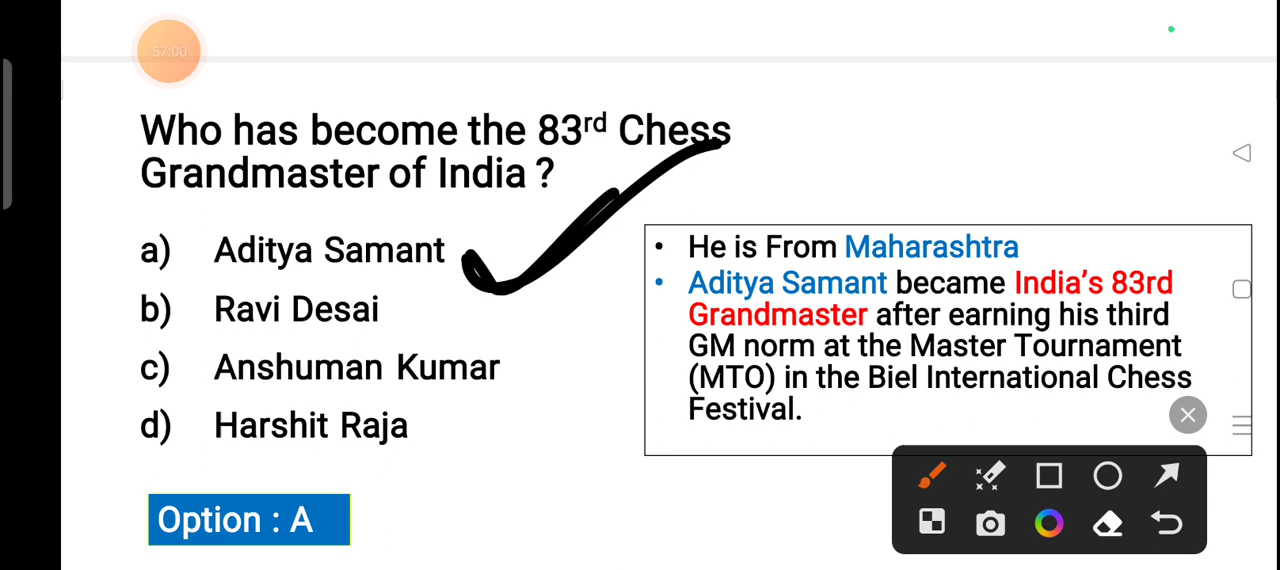 57:00
Who has become the 83rd Chess
Grandmaster of India ?
a) Aditya Samant
b) Ravi Desai
c) Anshuman Kumar
d) Harshit Raja
Option : A
• He is From Maharashtra
• Aditya Samant became India's 83rd
Grandmaster after earning his third
GM norm at the Master Tournament
(MTO) in the Biel International Chess
Festival.